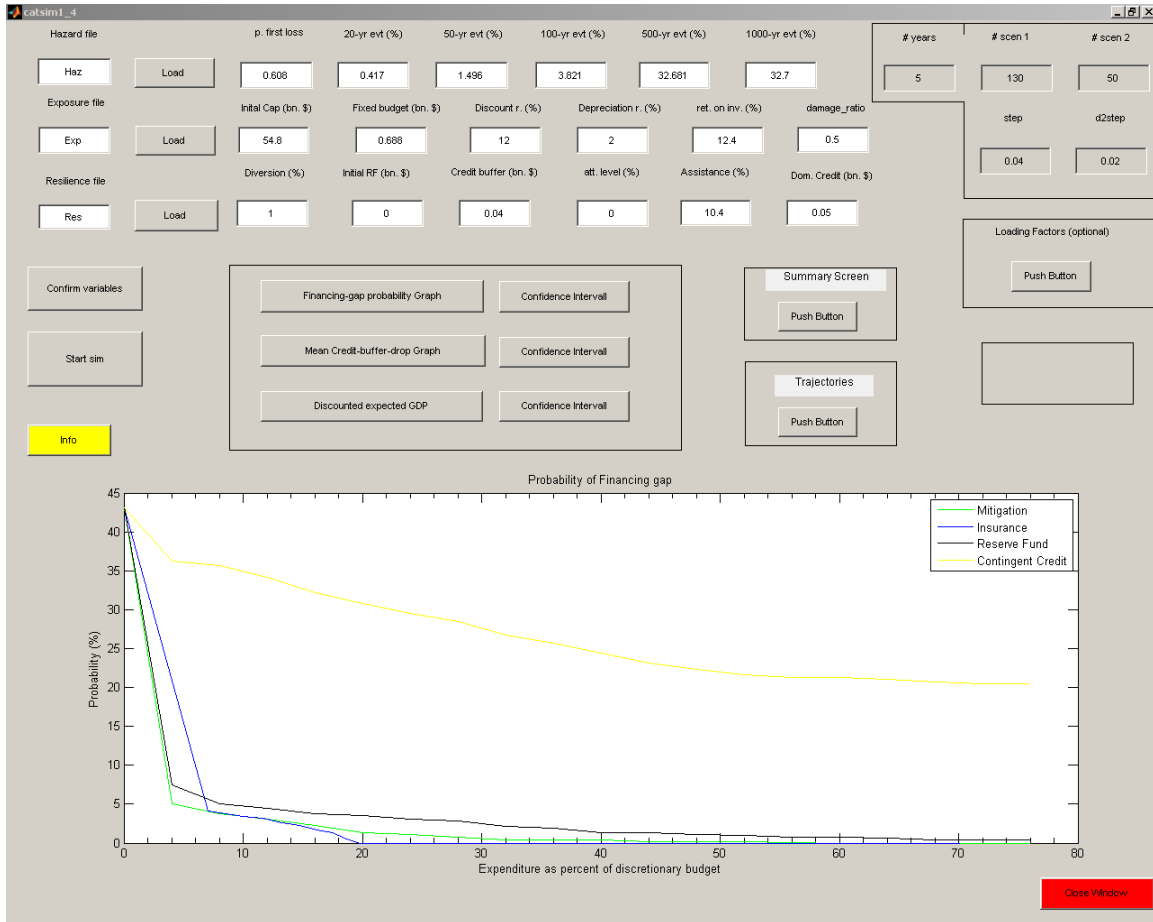 catsim1_4
Hazard file p. first loss 20-yr evt (%) 50-yr evt (%) 100-yr evt (%) 500-yr evt (%) 1000-yr evt (%) # years # scen 1 # scen 2
Haz Load 0.608 0.417 1.496 3.821 32.681 32.7 5 130 50
Exposure file Inital Cap (bn. $) Fixed budget (bn. $) Discount r. (%) Depreciation r. (%) ret. on inv. (%) damage_ratio step d2step
Exp Load 54.8 0.688 12 2 12.4 0.5 0.04 0.02
Resilience file Diversion (%) Initial RF (bn. $) Credit buffer (bn. $) att. level (%) Assistance (%) Dom. Credit (bn. $)
Res Load 1 0 0.04 0 10.4 0.05
Loading Factors (optional)
Push Button
Confirm variables
Start sim
Info
Financing-gap probability Graph Confidence Intervall
Mean Credit-buffer-drop Graph Confidence Intervall
Discounted expected GDP Confidence Intervall
Summary Screen
Push Button
Trajectories
Push Button
Probability of Financing gap
Probability (%)
45
40
35
30
25
20
15
10
5
0
Mitigation
Insurance
Reserve Fund
Contingent Credit
0 10 20 30 40 50 60 70 80
Expenditure as percent of discretionary budget
Close Window